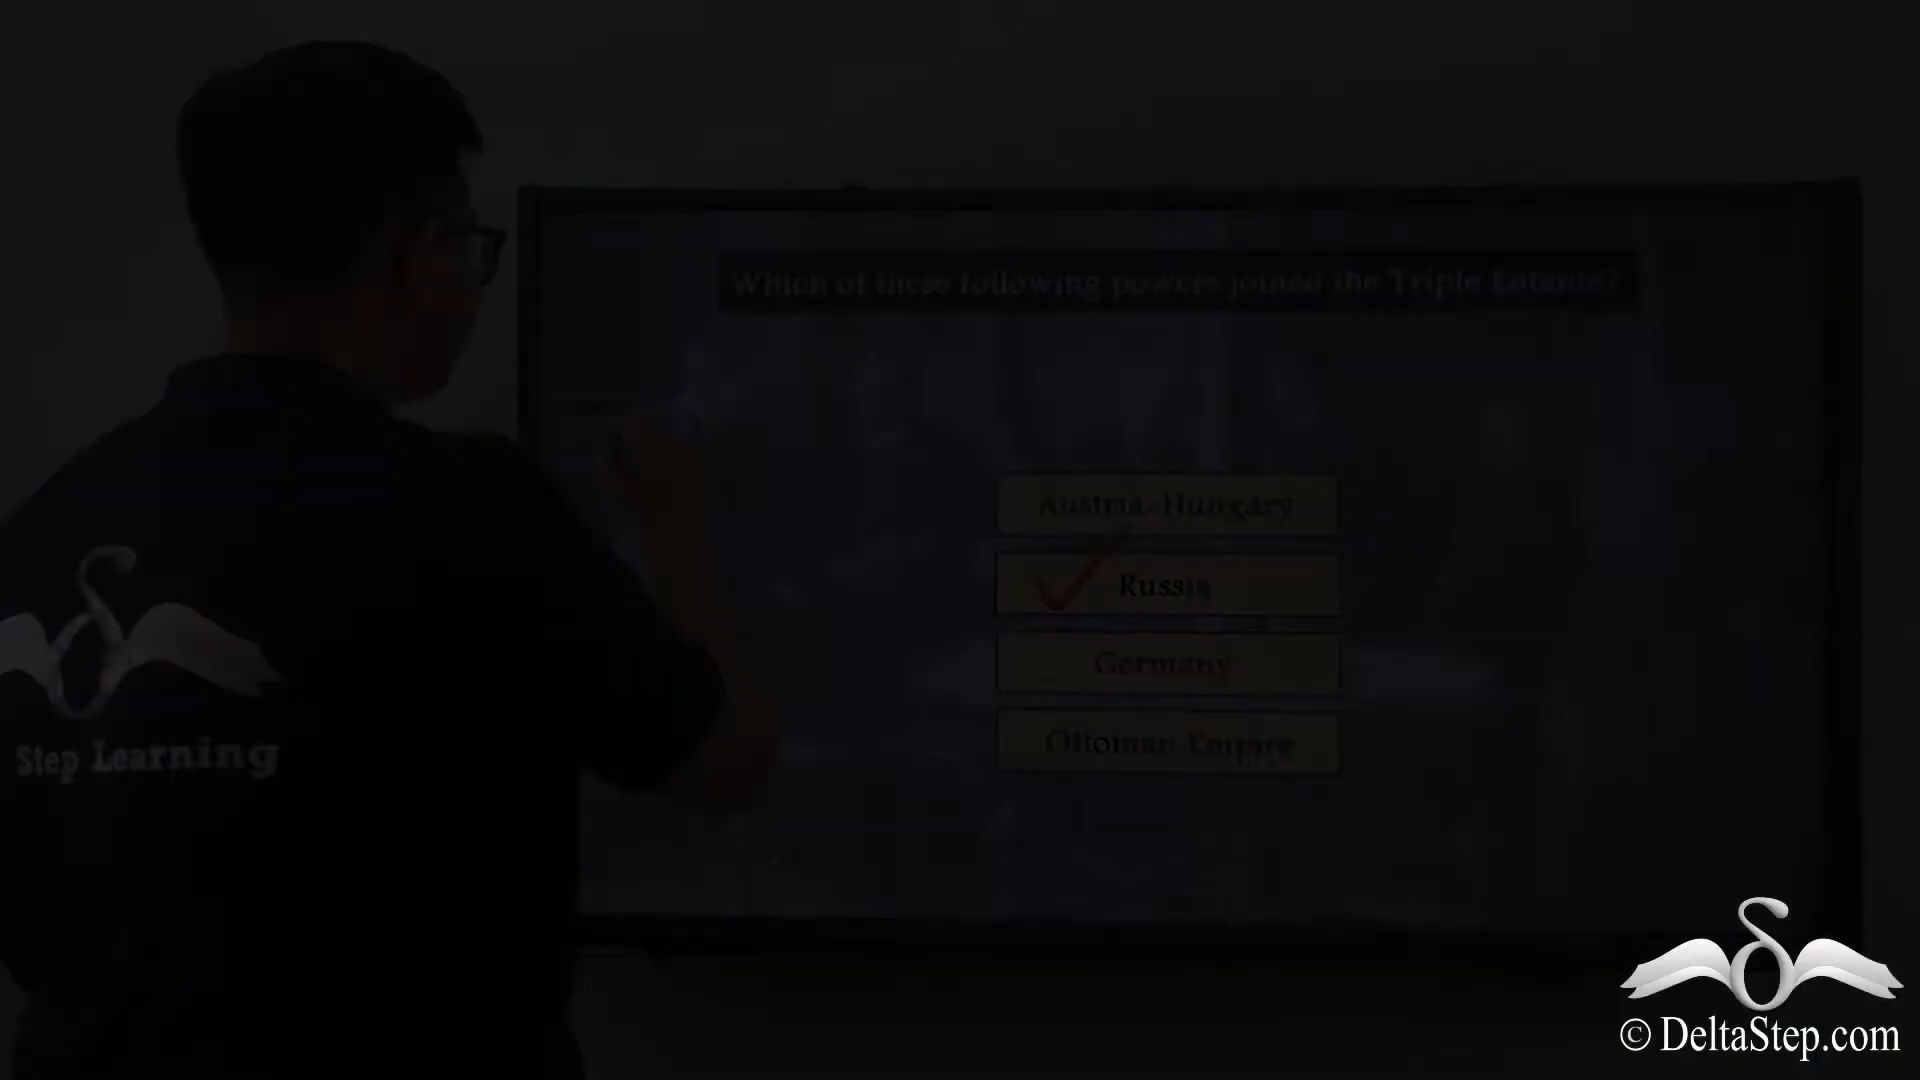 Which of these following powers joined the Triple Entente?
Austria-Hungary
Russia
Germany
Ottoman Empire
Step Learning
© DeltaStep.com